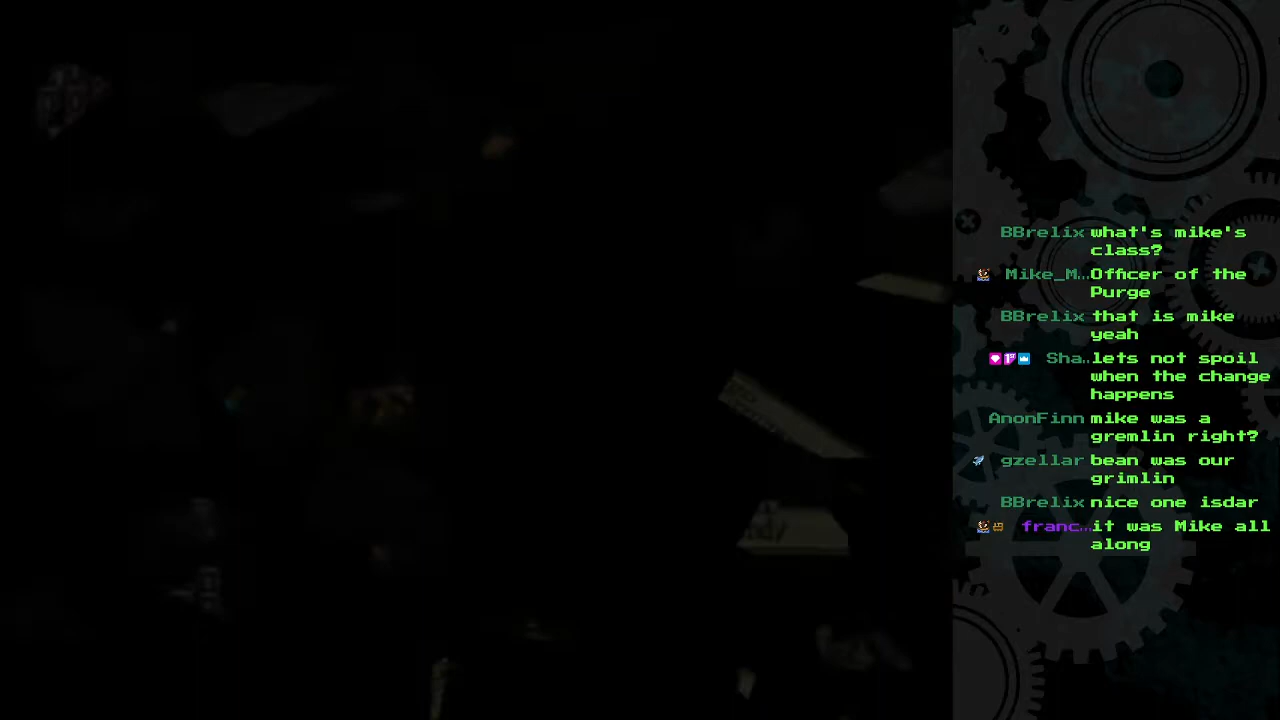 BBrelix what's mike's
class?
Mike_M... Officer of the
Purge
BBrelix that is mike
yeah
Sha.. lets not spoil
when the change
happens
AnonFinn mike was a
gremlin right?
gzellar bean was our
grimlin
BBrelix nice one isdar
franc... it was Mike all
along